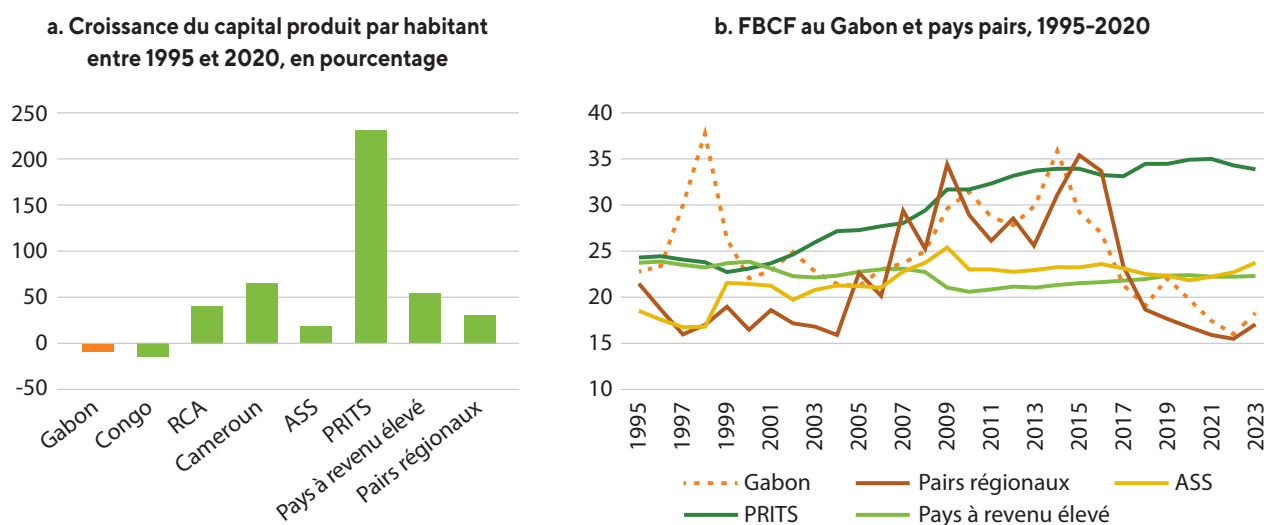 a. Croissance du capital produit par habitant
entre 1995 et 2020, en pourcentage
250
200
150
100
50
0
-50
Gabon
Congo
RCA
Cameroun
ASS
PRITS
Pays à revenu élevé
Pairs régionaux
b. FBCF au Gabon et pays pairs, 1995-2020
40
35
30
25
20
15
10
1995
1997
1999
2001
2003
2005
2007
2009
2011
2013
2015
2017
2019
2021
2023
Gabon
Pairs régionaux
ASS
PRITS
Pays à revenu élevé